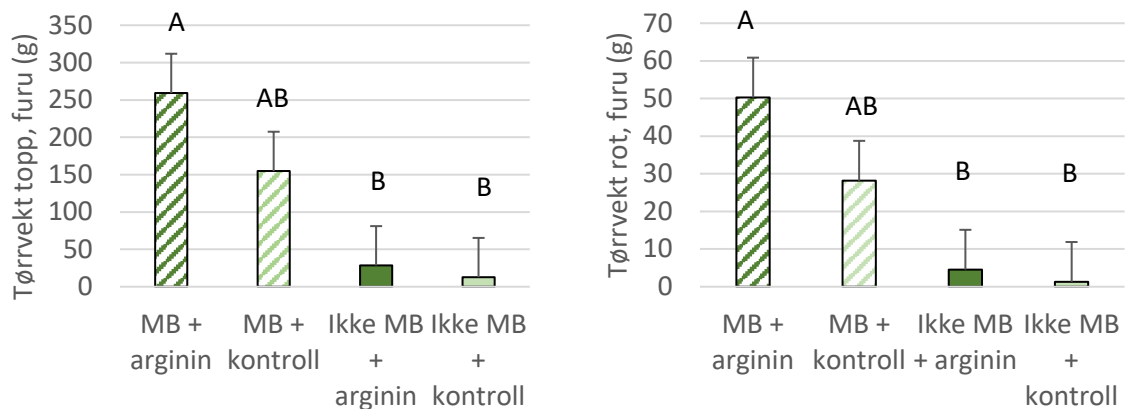 Tørrvekt topp, furu (g)
350
300
250
200
150
100
50
0
A
AB
B
B
MB +
arginin
MB +
kontroll
Ikke MB
+
arginin
Ikke MB
+
kontroll
Tørrvekt rot, furu (g)
70
60
50
40
30
20
10
0
A
AB
B
B
MB +
arginin
MB +
kontroll
Ikke MB
+ arginin
Ikke MB
+
kontroll